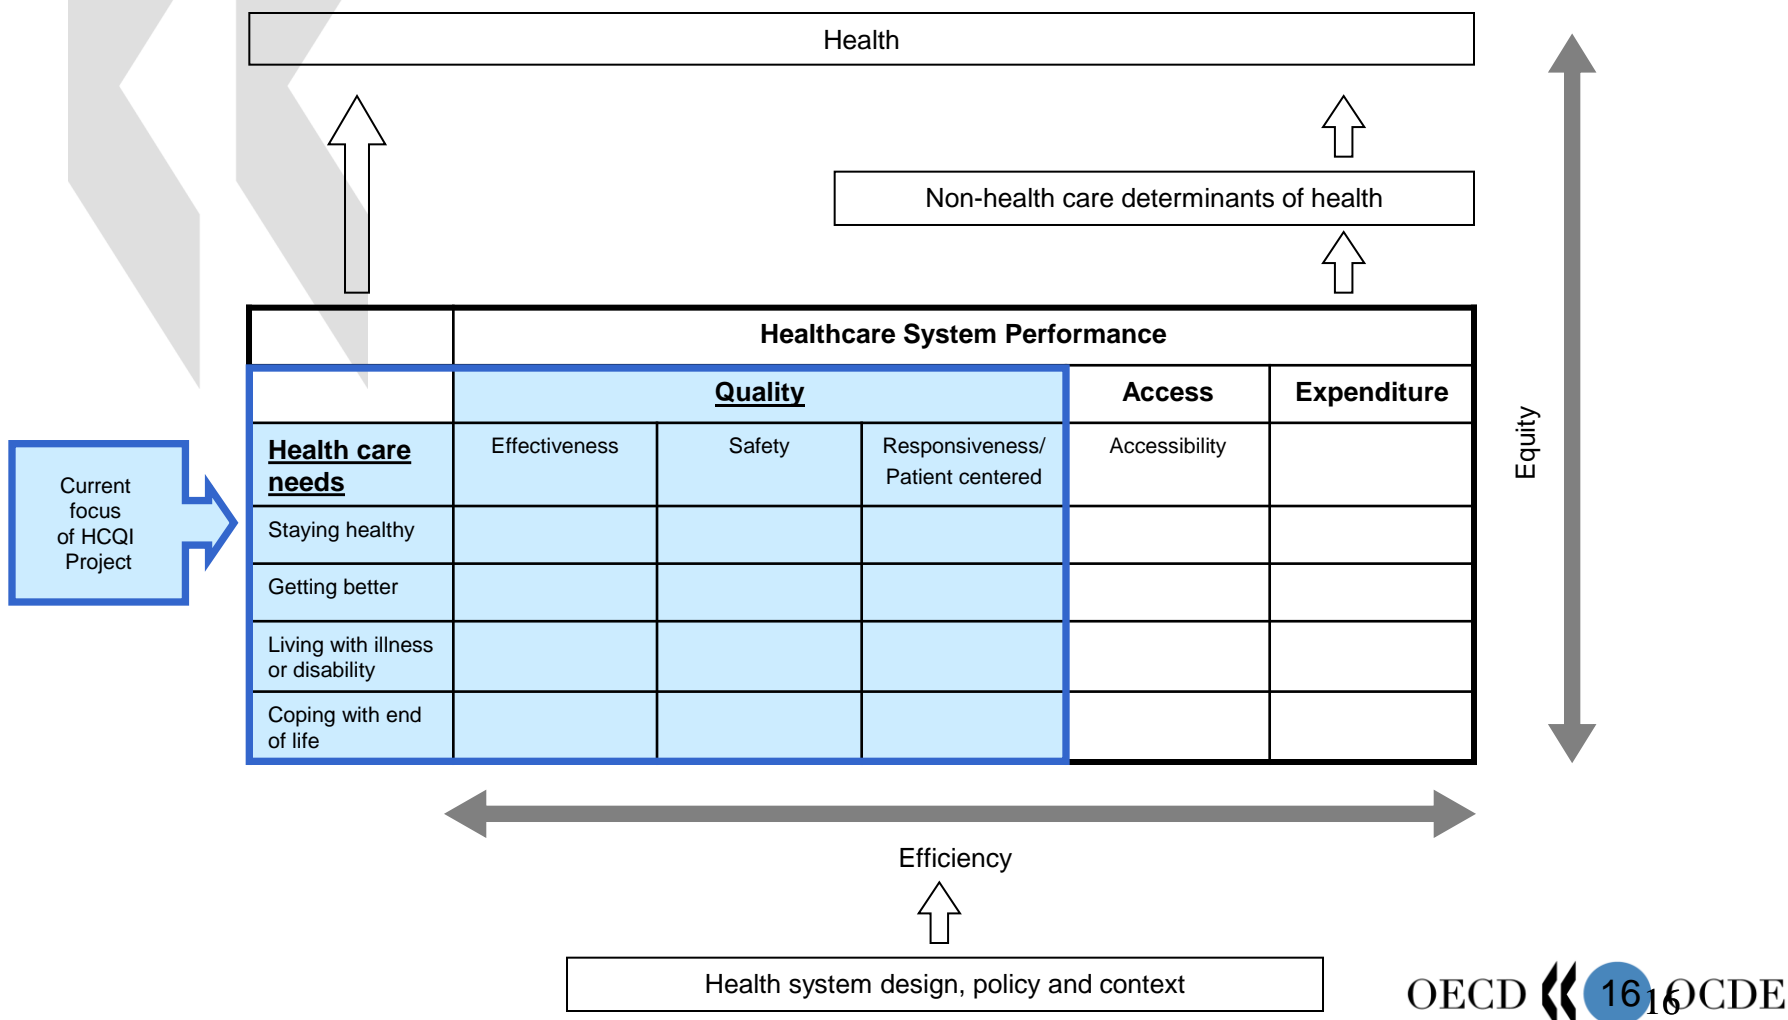 Health
Non-health care determinants of health
Healthcare System Performance
Quality
Access
Expenditure
Health care
needs
Effectiveness
Safety
Responsiveness/
Patient centered
Accessibility
Staying healthy
Getting better
Living with illness
or disability
Coping with end
of life
Current
focus
of HCQI
Project
Equity
Efficiency
Health system design, policy and context
OECD 16 16 OCDE